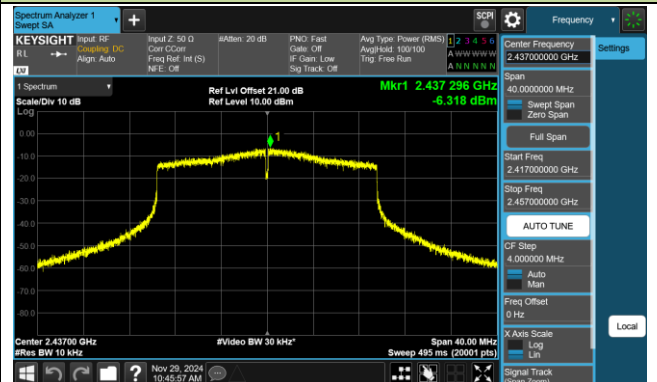 Spectrum Analyzer 1
Swept SA
SCPI
Frequency
KEYSIGHT
RL
LXI
Input: RF
Coupling: DC
Align: Auto
Input Z: 50 Ω
Corr CCorr
Freq Ref: Int (S)
NFE: Off
#Atten: 20 dB
PNO: Fast
Gate: Off
IF Gain: Low
Sig Track: Off
Avg Type: Power (RMS)
Avg|Hold: 100/100
Trig: Free Run
1 2 3 4 5 6
A W W W W W
A N N N N N
1 Spectrum
Scale/Div 10 dB
Log
Ref Lvl Offset 21.00 dB
Ref Level 10.00 dBm
Mkr1 2.437 296 GHz
-6.318 dBm
1
0.00
-10.0
-20.0
-30.0
-40.0
-50.0
-60.0
-70.0
-80.0
Center 2.43700 GHz
#Res BW 10 kHz
#Video BW 30 kHz*
Span 40.00 MHz
Sweep 495 ms (20001 pts)
Nov 29, 2024
10:45:57 AM
Center Frequency
2.437000000 GHz
Settings
Span
40.0000000 MHz
Swept Span
Zero Span
Full Span
Start Freq
2.417000000 GHz
Stop Freq
2.457000000 GHz
AUTO TUNE
CF Step
4.000000 MHz
Auto
Man
Freq Offset
0 Hz
X Axis Scale
Log
Lin
Local
Signal Track
(Span Zoom)